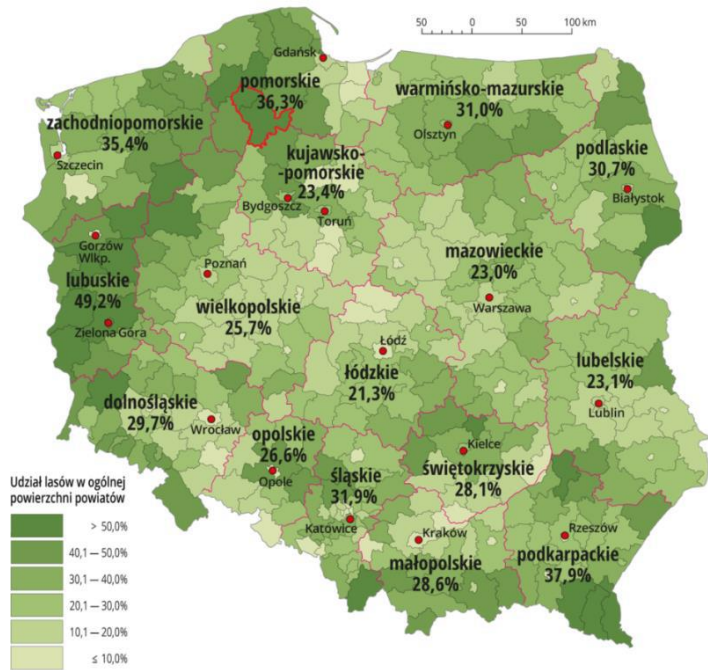 50 0 50 100 km
Gdańsk
pomorskie
36,3%
warmińsko-mazurskie
31,0%
Olsztyn
zachodniopomorskie
35,4%
Szczecin
kujawsko-
-pomorskie
23,4%
Bydgoszcz
Toruń
podlaskie
30,7%
Białystok
Gorzów
Wlkp.
lubuskie
49,2%
Zielona Góra
Poznań
wielkopolskie
25,7%
mazowieckie
23,0%
Warszawa
Łódź
łódzkie
21,3%
lubelskie
23,1%
Lublin
dolnośląskie
29,7%
Wrocław
opolskie
26,6%
Opole
śląskie
31,9%
Katowice
Kielce
świętokrzyskie
28,1%
Kraków
małopolskie
28,6%
Rzeszów
podkarpackie
37,9%
Udział lasów w ogólnej
powierzchni powiatów
> 50,0%
40,1 — 50,0%
30,1 — 40,0%
20,1 — 30,0%
10,1 — 20,0%
≤ 10,0%